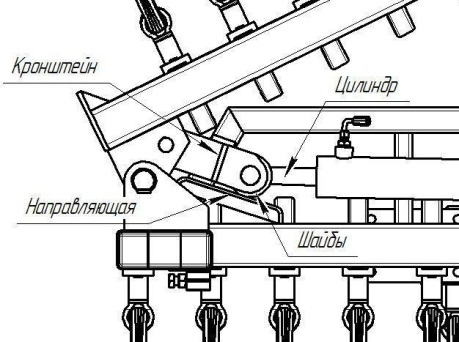 Кронштейн
Цилиндр
Направляющая
Шайбы